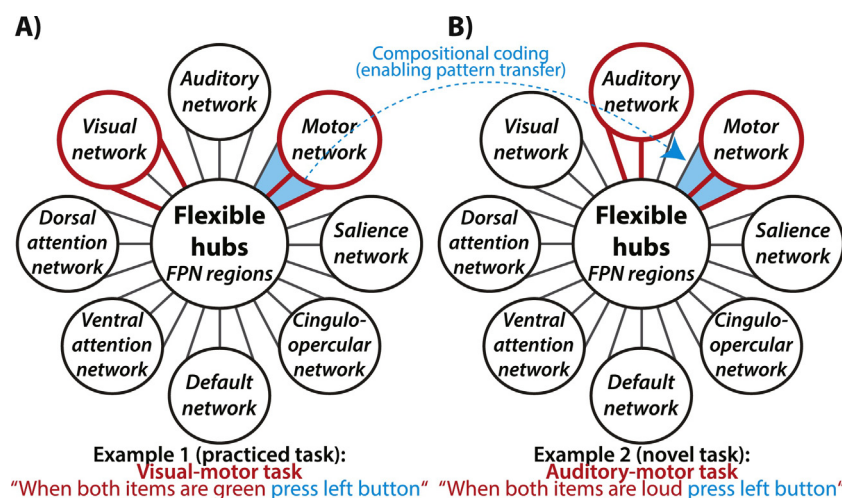 A)
Auditory
network
Visual
network
Motor
network
Dorsal
attention
network
Flexible
hubs
FPN regions
Salience
network
Ventral
attention
network
Cingulo-
opercular
network
Default
network
Example 1 (practiced task):
Visual-motor task
“When both items are green press left button“
B)
Compositional coding
(enabling pattern transfer)
Auditory
network
Visual
network
Motor
network
Dorsal
attention
network
Flexible
hubs
FPN regions
Salience
network
Ventral
attention
network
Cingulo-
opercular
network
Default
network
Example 2 (novel task):
Auditory-motor task
“When both items are loud press left button“